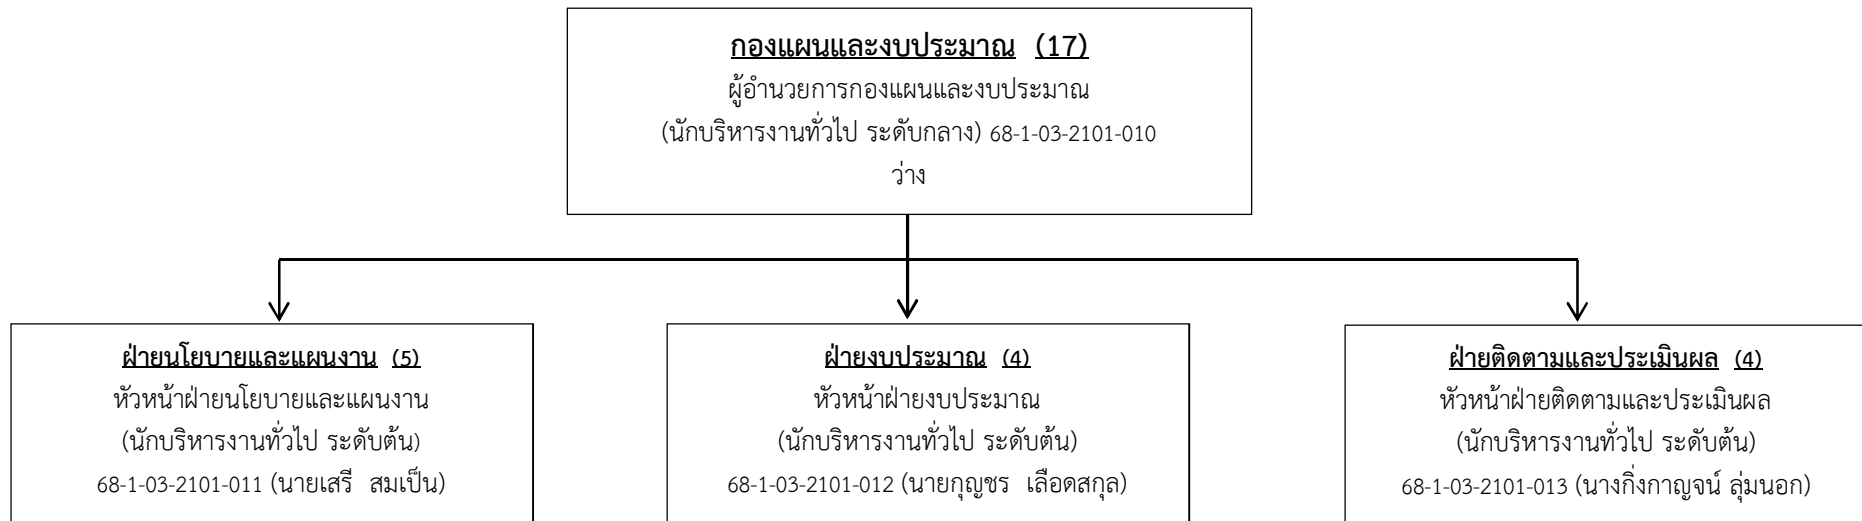 กองแผนและงบประมาณ (17)
ผู้อำนวยการกองแผนและงบประมาณ
(นักบริหารงานทั่วไป ระดับกลาง) 68-1-03-2101-010
ว่าง
ฝ่ายนโยบายและแผนงาน (5)
หัวหน้าฝ่ายนโยบายและแผนงาน
(นักบริหารงานทั่วไป ระดับต้น)
68-1-03-2101-011 (นายเสรี สมเป็น)
ฝ่ายงบประมาณ (4)
หัวหน้าฝ่ายงบประมาณ
(นักบริหารงานทั่วไป ระดับต้น)
68-1-03-2101-012 (นายกุญชร เลือดสกุล)
ฝ่ายติดตามและประเมินผล (4)
หัวหน้าฝ่ายติดตามและประเมินผล
(นักบริหารงานทั่วไป ระดับต้น)
68-1-03-2101-013 (นางกิ่งกาญจน์ ลุ่มนอก)